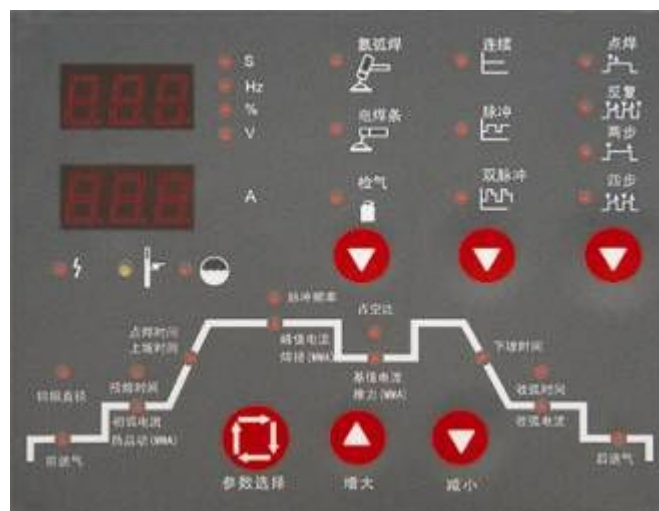 S
Hz
%
V
A
氩弧焊
电焊条
检气
连续
脉冲
双脉冲
点焊
反复
两步
四步
脉冲频率
占空比
点焊时间
上坡时间
峰值电流
焊接(MMA)
下坡时间
基值电流
推力(MMA)
钨极直径
预熔时间
初弧电流
热起动(MMA)
收弧时间
收弧电流
前送气
后送气
参数选择
增大
减小